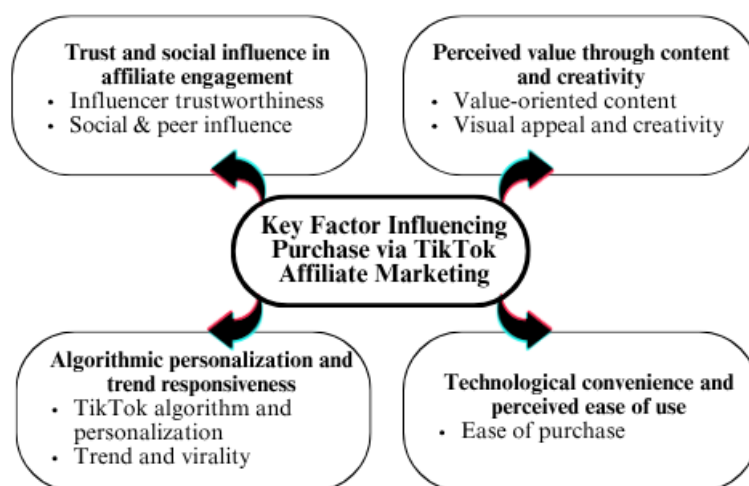 Trust and social influence in
affiliate engagement
• Influencer trustworthiness
• Social & peer influence
Perceived value through content
and creativity
• Value-oriented content
• Visual appeal and creativity
Key Factor Influencing
Purchase via TikTok
Affiliate Marketing
Algorithmic personalization and
trend responsiveness
• TikTok algorithm and
personalization
• Trend and virality
Technological convenience and
perceived ease of use
• Ease of purchase